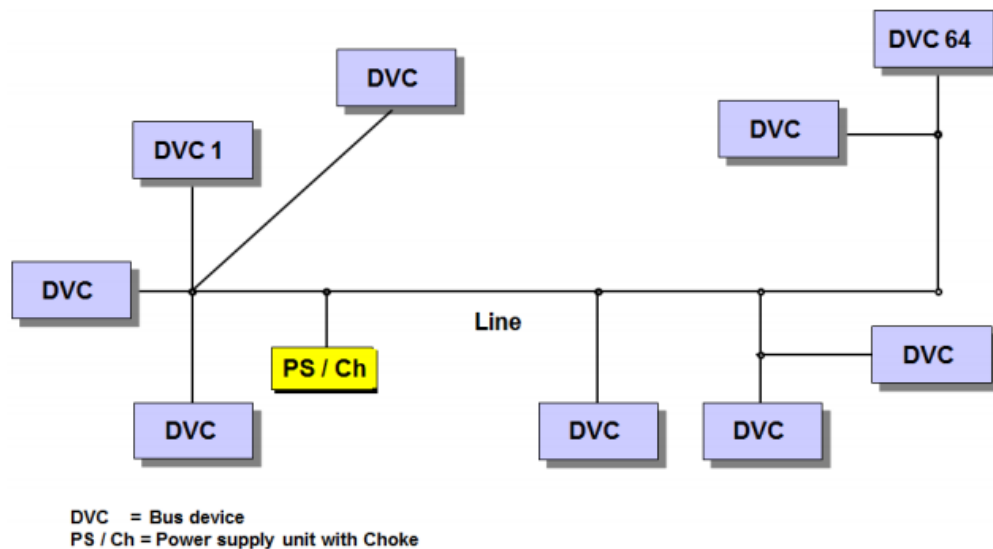 DVC 64
DVC
DVC
DVC 1
DVC
Line
DVC
PS / Ch
DVC
DVC
DVC
DVC = Bus device
PS / Ch = Power supply unit with Choke